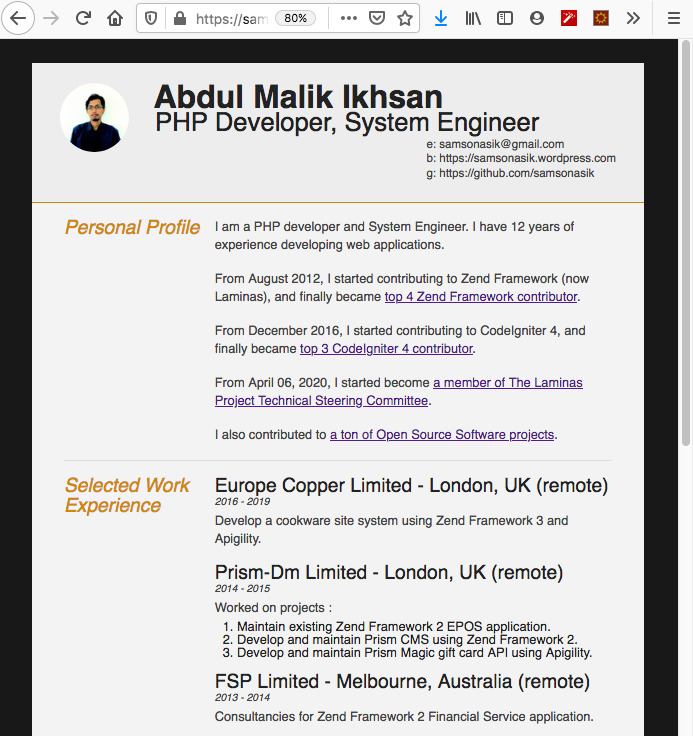 https://sam
80%
Abdul Malik Ikhsan
PHP Developer, System Engineer
e: samsonasik@gmail.com
b: https://samsonasik.wordpress.com
g: https://github.com/samsonasik
Personal Profile
I am a PHP developer and System Engineer. I have 12 years of
experience developing web applications.
From August 2012, I started contributing to Zend Framework (now
Laminas), and finally became top 4 Zend Framework contributor.
From December 2016, I started contributing to CodeIgniter 4, and
finally became top 3 CodeIgniter 4 contributor.
From April 06, 2020, I started become a member of The Laminas
Project Technical Steering Committee.
I also contributed to a ton of Open Source Software projects.
Selected Work
Experience
Europe Copper Limited - London, UK (remote)
2016 - 2019
Develop a cookware site system using Zend Framework 3 and
Apigility.
Prism-Dm Limited - London, UK (remote)
2014 - 2015
Worked on projects :
1. Maintain existing Zend Framework 2 EPOS application.
2. Develop and maintain Prism CMS using Zend Framework 2.
3. Develop and maintain Prism Magic gift card API using Apigility.
FSP Limited - Melbourne, Australia (remote)
2013 - 2014
Consultancies for Zend Framework 2 Financial Service application.